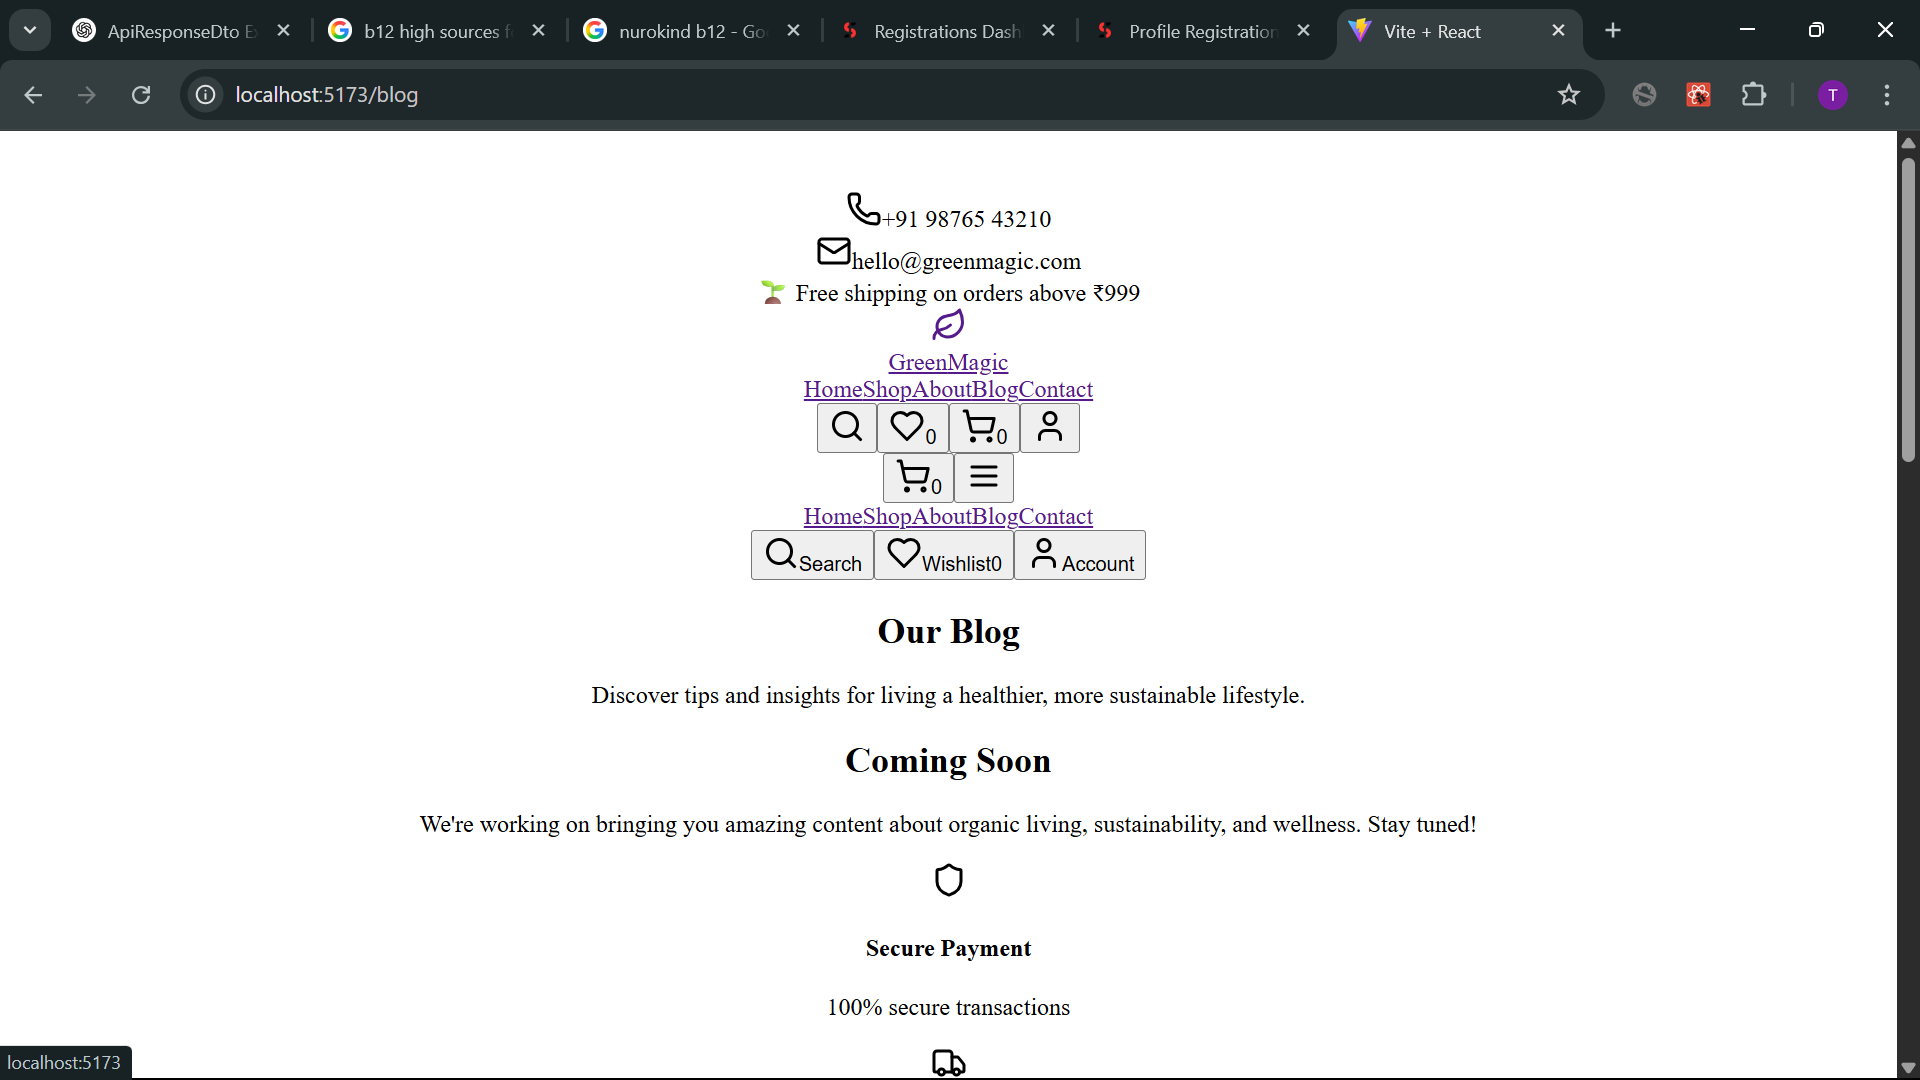 ApiResponseDto E
b12 high sources f
nurokind b12 - Go
Registrations Dash
Profile Registration
Vite + React
localhost:5173/blog
T
+91 98765 43210
hello@greenmagic.com
🌱 Free shipping on orders above ₹999
GreenMagic
HomeShopAboutBlogContact
0 0
0
HomeShopAboutBlogContact
Search Wishlist0 Account
Our Blog
Discover tips and insights for living a healthier, more sustainable lifestyle.
Coming Soon
We're working on bringing you amazing content about organic living, sustainability, and wellness. Stay tuned!
Secure Payment
100% secure transactions
localhost:5173